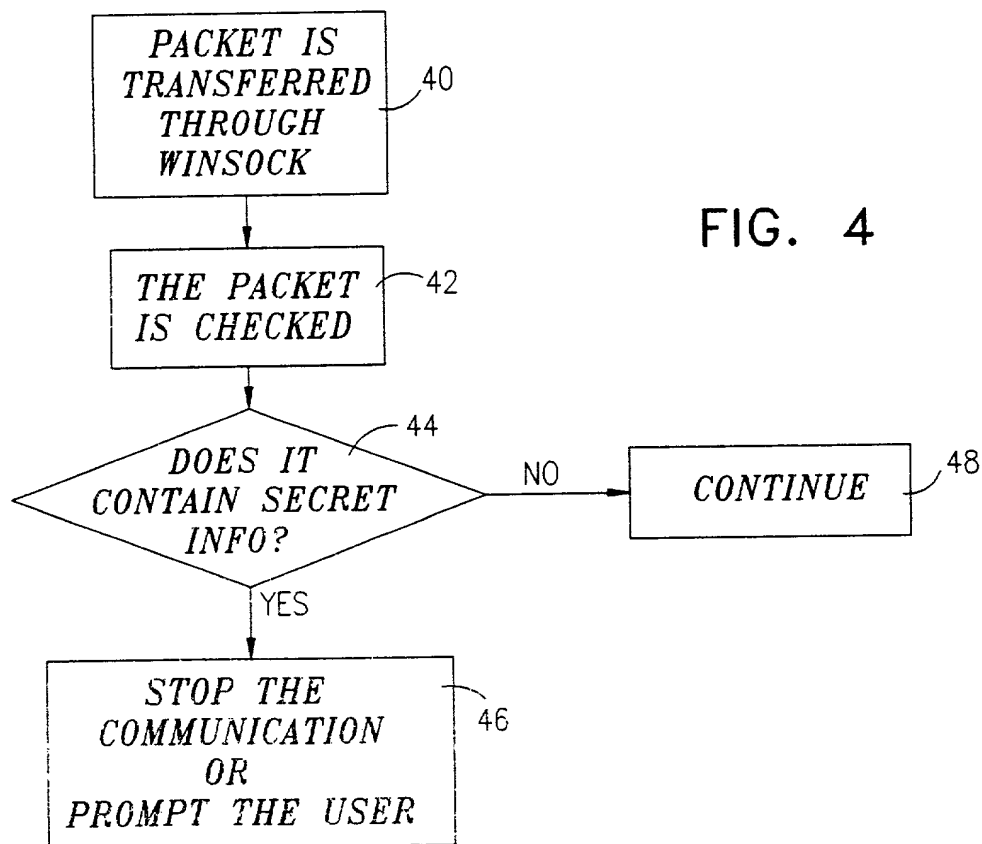 PACKET IS
TRANSFERRED
THROUGH
WINSOCK
40
FIG. 4
THE PACKET
IS CHECKED
42
44
DOES IT
CONTAIN SECRET
INFO?
NO
CONTINUE
48
YES
STOP THE
COMMUNICATION
OR
PROMPT THE USER
46